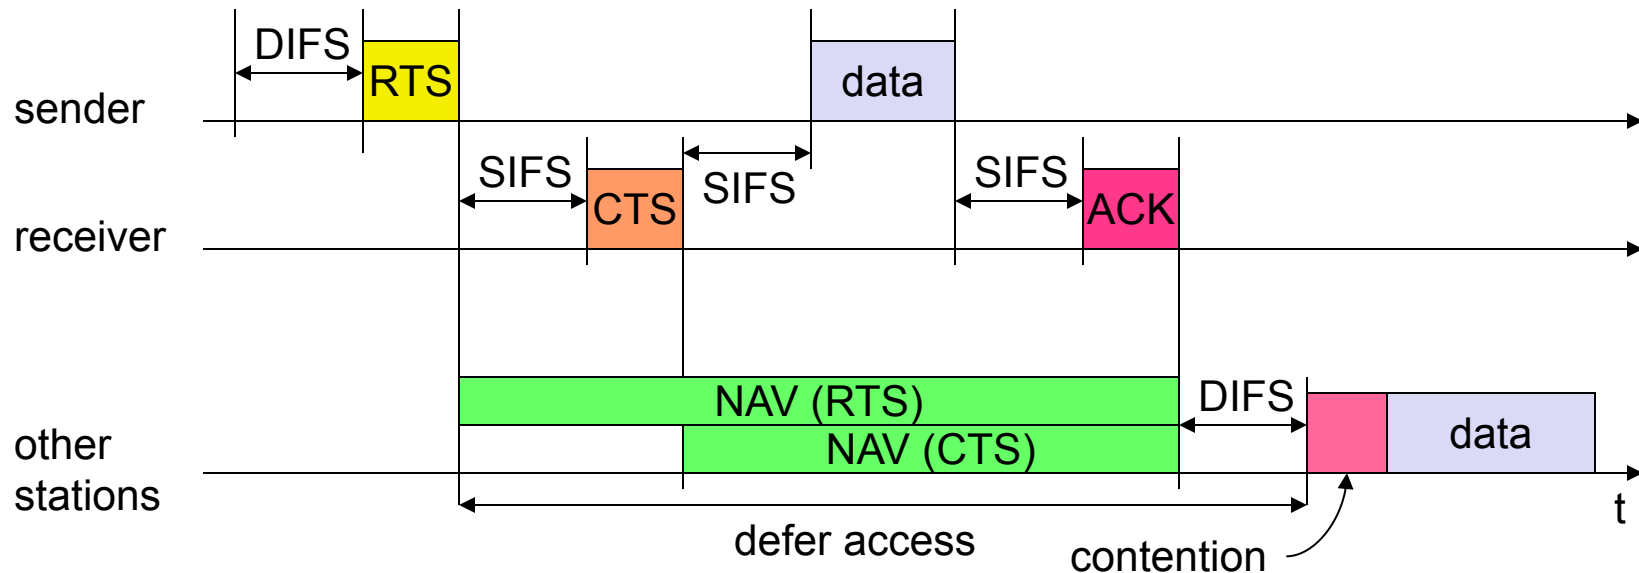 DIFS
RTS
data
sender
SIFS
CTS
SIFS
SIFS
ACK
receiver
NAV (RTS)
DIFS
NAV (CTS)
data
other
stations
t
defer access
contention